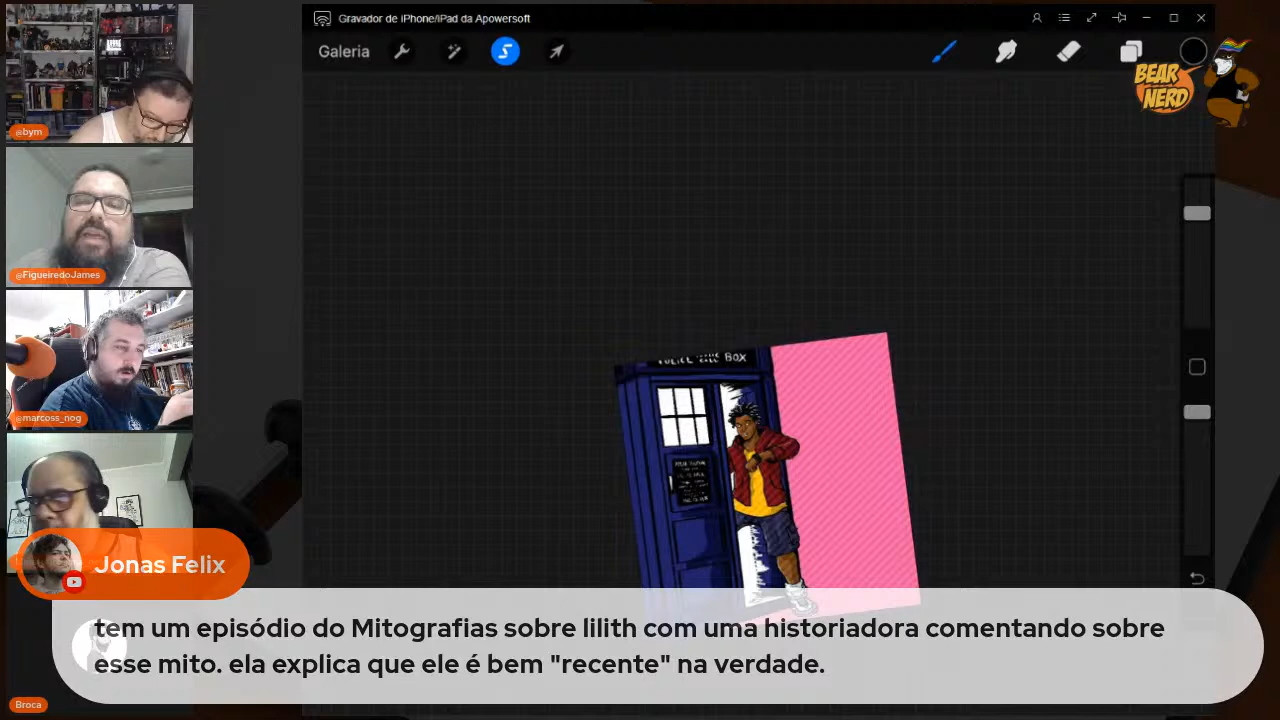 Gravador de iPhone/iPad da Apowersoft
Galeria
BEAR
NERD
@bym
@FigueiredoJames
@marcoss_nog
POLICE
CALL BOX
Jonas Felix
tem um episódio do Mitografias sobre lilith com uma historiadora comentando sobre
esse mito. ela explica que ele é bem "recente" na verdade.
Broca